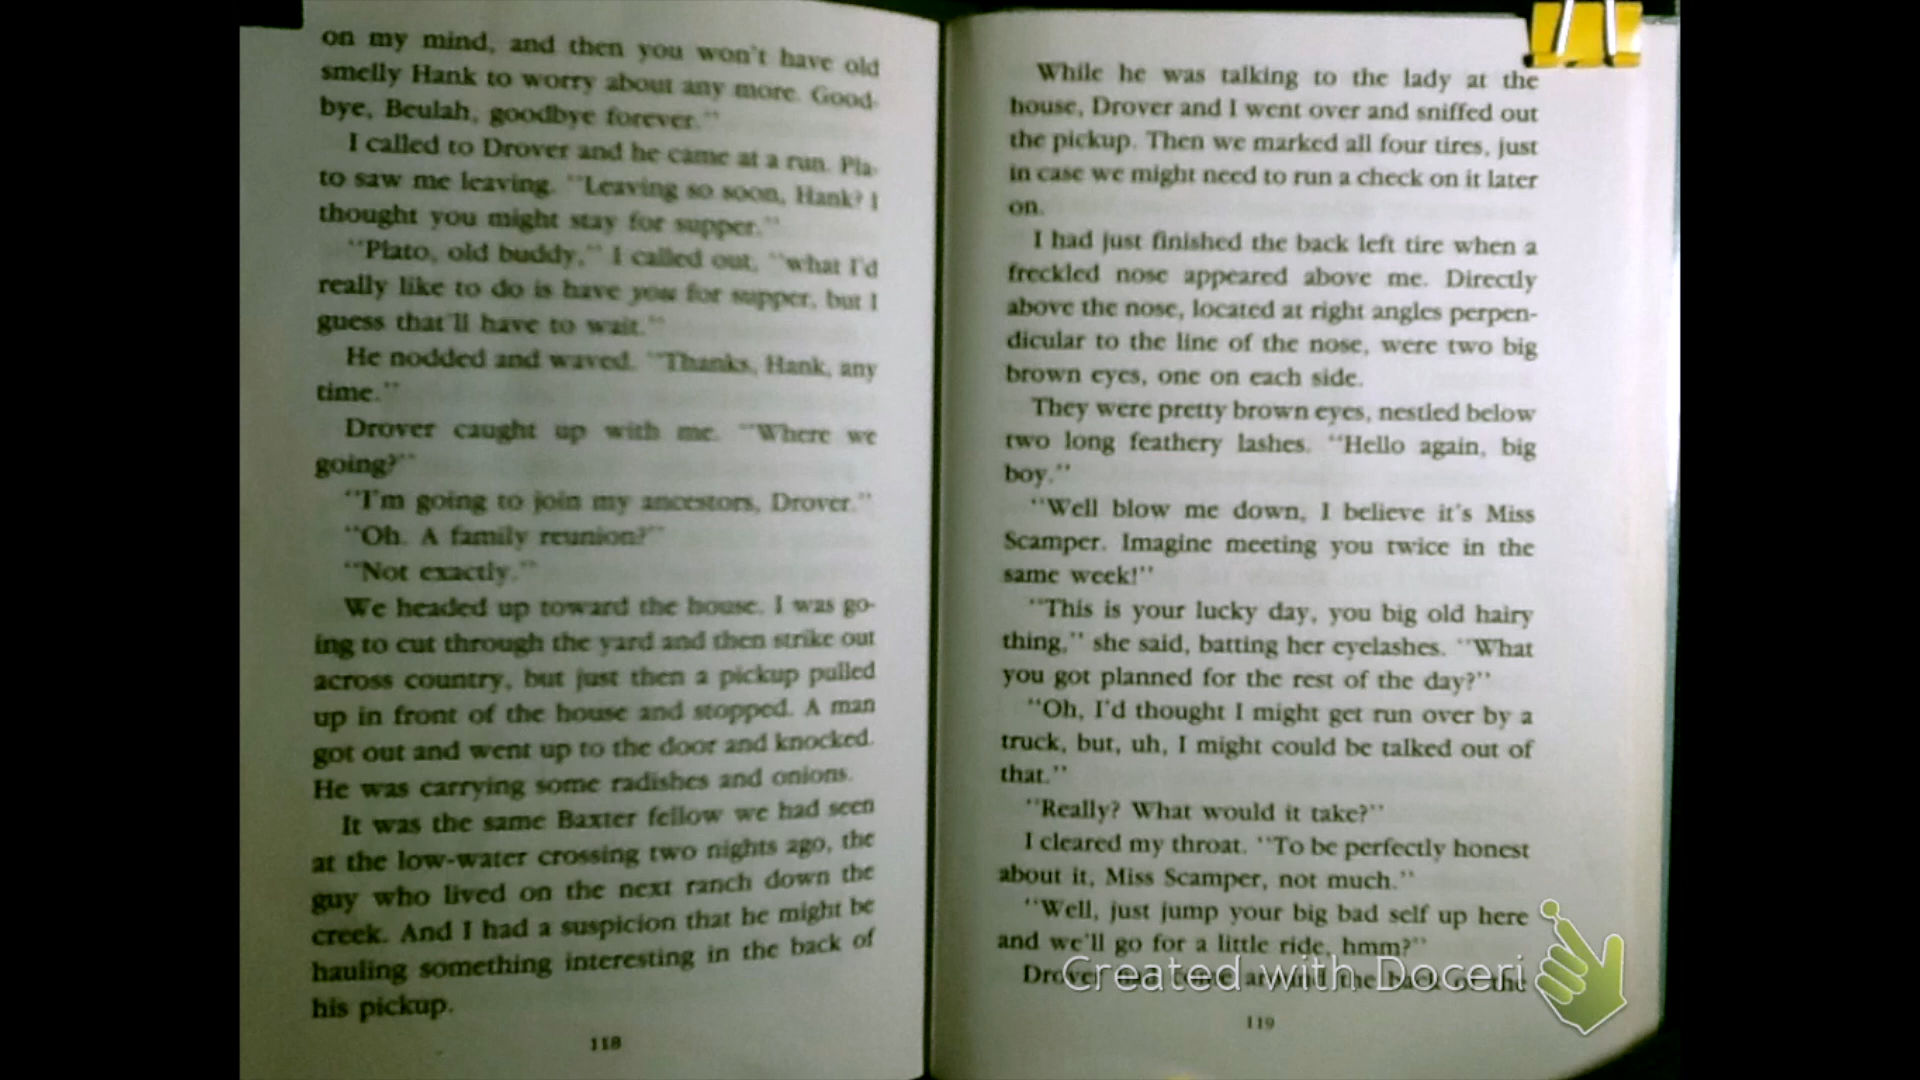 on my mind, and then you won't have old
smelly Hank to worry about any more. Good-
bye, Beulah, goodbye forever."
I called to Drover and he came at a run. Pla-
to saw me leaving. "Leaving so soon, Hank? I
thought you might stay for supper."
"Plato, old buddy," I called out, "what I'd
really like to do is have you for supper, but I
guess that'll have to wait."
He nodded and waved. "Thanks, Hank, any
time."
Drover caught up with me. "Where we
going?"
"I'm going to join my ancestors, Drover."
"Oh. A family reunion?"
"Not exactly."
We headed up toward the house. I was go-
ing to cut through the yard and then strike out
across country, but just then a pickup pulled
up in front of the house and stopped. A man
got out and went up to the door and knocked.
He was carrying some radishes and onions.
It was the same Baxter fellow we had seen
at the low-water crossing two nights ago, the
guy who lived on the next ranch down the
creek. And I had a suspicion that he might be
hauling something interesting in the back of
his pickup.
118
While he was talking to the lady at the
house, Drover and I went over and sniffed out
the pickup. Then we marked all four tires, just
in case we might need to run a check on it later
on.
I had just finished the back left tire when a
freckled nose appeared above me. Directly
above the nose, located at right angles perpen-
dicular to the line of the nose, were two big
brown eyes, one on each side.
They were pretty brown eyes, nestled below
two long feathery lashes. "Hello again, big
boy."
"Well blow me down, I believe it's Miss
Scamper. Imagine meeting you twice in the
same week!"
"This is your lucky day, you big old hairy
thing," she said, batting her eyelashes. "What
you got planned for the rest of the day?"
"Oh, I'd thought I might get run over by a
truck, but, uh, I might could be talked out of
that."
"Really? What would it take?"
I cleared my throat. "To be perfectly honest
about it, Miss Scamper, not much."
"Well, just jump your big bad self up here
and we'll go for a little ride, hmm?"
Drover around the back of the
Created with Doceri
119